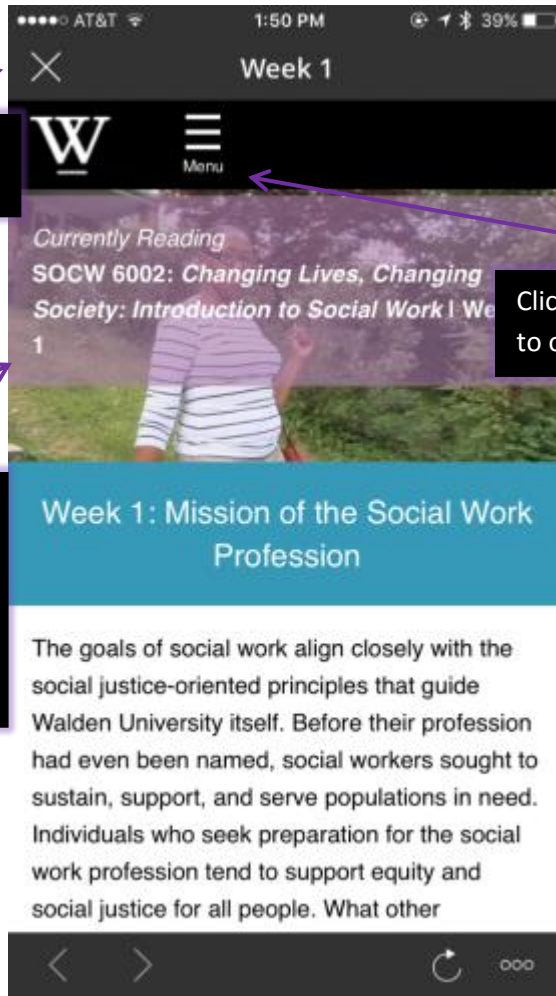 AT&T 1:50 PM 39%
Week 1
W
Menu
Currently Reading
SOCW 6002: Changing Lives, Changing
Society: Introduction to Social Work | We
1
Clic
to c
Week 1: Mission of the Social Work
Profession
The goals of social work align closely with the
social justice-oriented principles that guide
Walden University itself. Before their profession
had even been named, social workers sought to
sustain, support, and serve populations in need.
Individuals who seek preparation for the social
work profession tend to support equity and
social justice for all people. What other